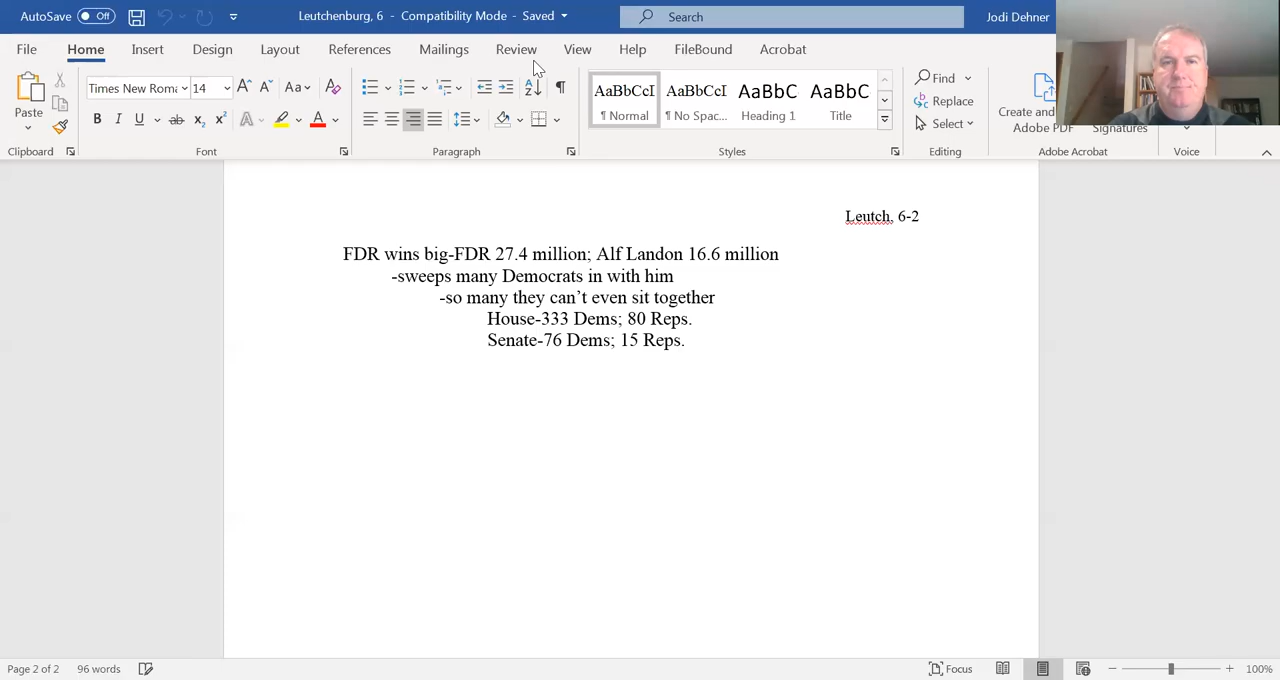 AutoSave Off Leutchenburg, 6 - Compatibility Mode - Saved Search Jodi Dehner
File Home Insert Design Layout References Mailings Review View Help FileBound Acrobat
Times New Roma 14 Aa AaBbCcI AaBbCcI AaBbC AaBbC Find
Paste B I U ab x₂ x² A A ¶ Normal ¶ No Spac... Heading 1 Title Replace
Select
Create and
Adobe PDF Signatures
Clipboard Font Paragraph Styles Editing Adobe Acrobat Voice
Leutch, 6-2
FDR wins big-FDR 27.4 million; Alf Landon 16.6 million
-sweeps many Democrats in with him
-so many they can’t even sit together
House-333 Dems; 80 Reps.
Senate-76 Dems; 15 Reps.
Page 2 of 2 96 words Focus 100%